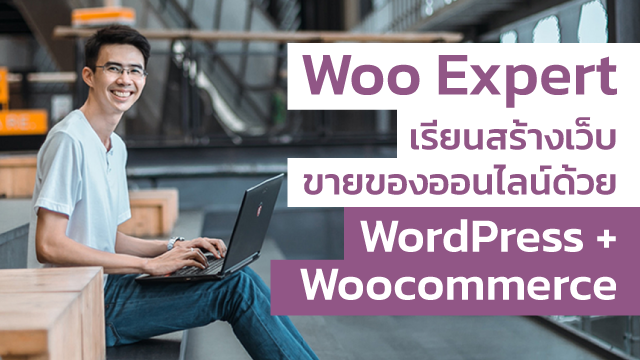 Woo Expert
เรียนสร้างเว็บ
ขายของออนไลน์ด้วย
WordPress +
Woocommerce